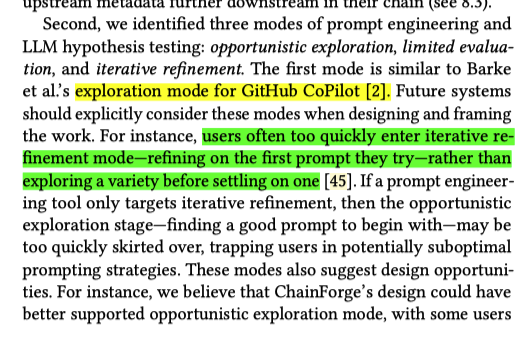 upstream metadata further downstream in their chain (see 8.3).
Second, we identified three modes of prompt engineering and
LLM hypothesis testing: opportunistic exploration, limited evalua-
tion, and iterative refinement. The first mode is similar to Barke
et al.’s exploration mode for GitHub CoPilot [2]. Future systems
should explicitly consider these modes when designing and framing
the work. For instance, users often too quickly enter iterative re-
finement mode—refining on the first prompt they try—rather than
exploring a variety before settling on one [45]. If a prompt engineer-
ing tool only targets iterative refinement, then the opportunistic
exploration stage—finding a good prompt to begin with—may be
too quickly skirted over, trapping users in potentially suboptimal
prompting strategies. These modes also suggest design opportuni-
ties. For instance, we believe that ChainForge’s design could have
better supported opportunistic exploration mode, with some users